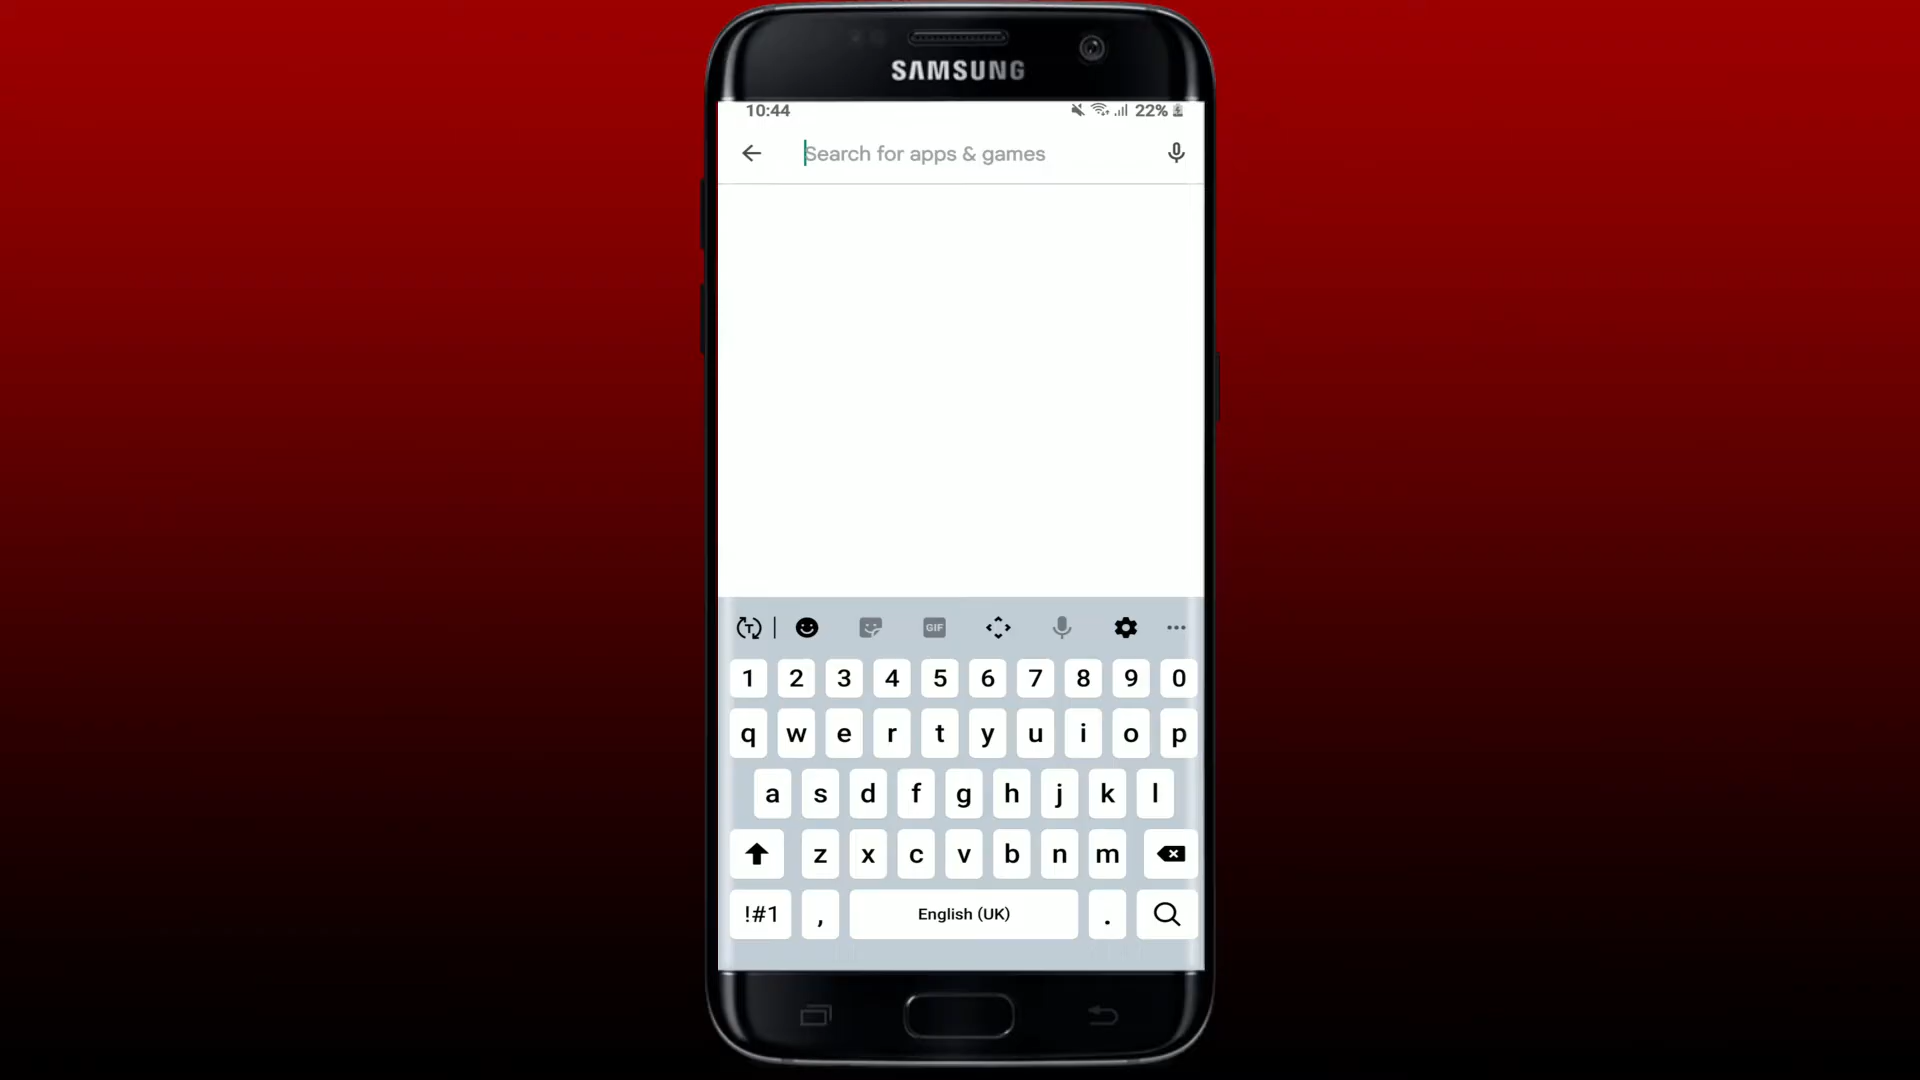 SAMSUNG
10:44 22%
Search for apps & games
T GIF
1 2 3 4 5 6 7 8 9 0
q w e r t y u i o p
a s d f g h j k l
z x c v b n m
!#1 , English (UK) .